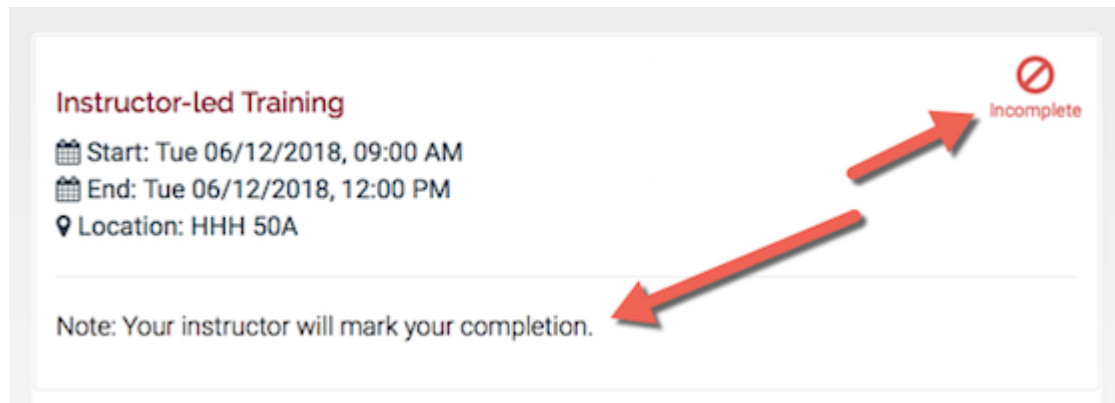 Incomplete
Instructor-led Training
Start: Tue 06/12/2018, 09:00 AM
End: Tue 06/12/2018, 12:00 PM
Location: HHH 50A
Note: Your instructor will mark your completion.